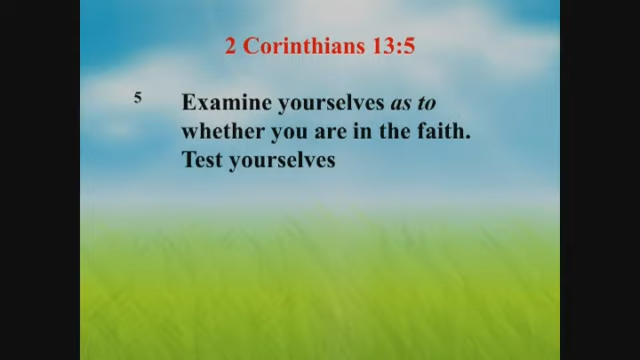 2 Corinthians 13:5
5 Examine yourselves as to
whether you are in the faith.
Test yourselves